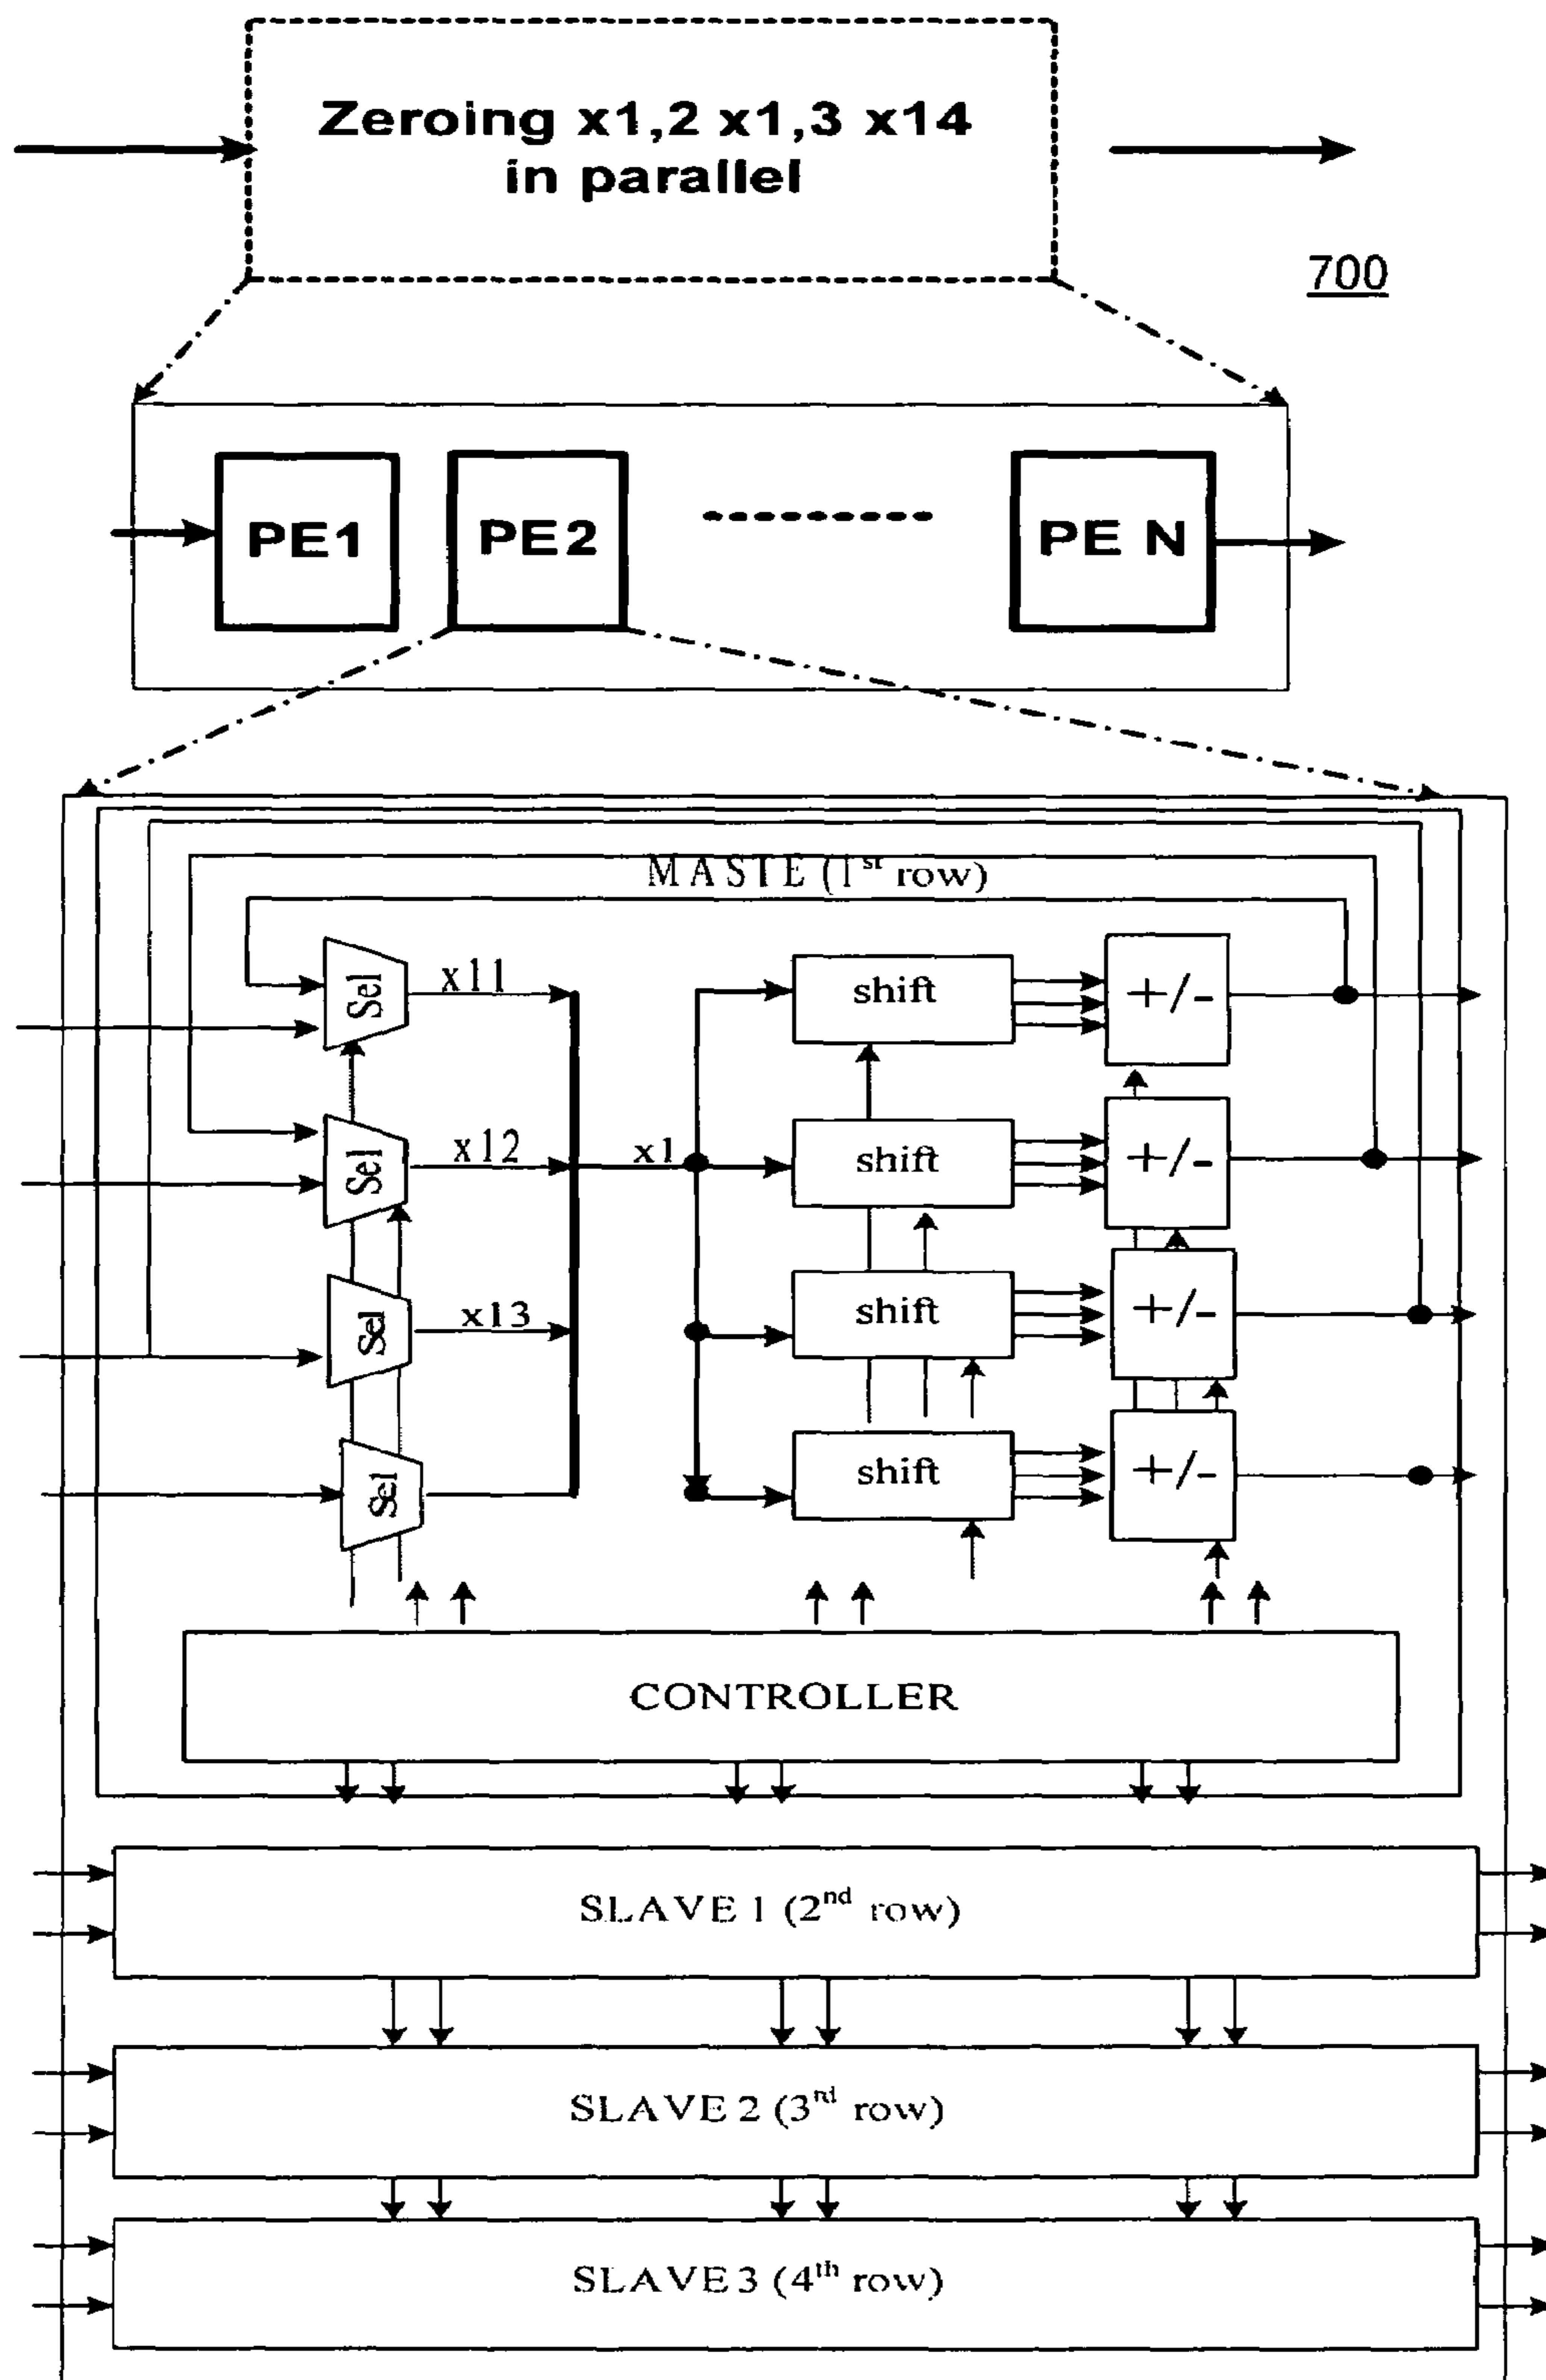 Zeroing x1,2 x1,3 x14
in parallel
700
PE1
PE2
PE N
MASTE (1st row)
Sel
x11
shift
+/-
Sel
x12
x1
shift
+/-
Sel
x13
shift
+/-
Sel
shift
+/-
CONTROLLER
SLAVE 1 (2nd row)
SLAVE 2 (3rd row)
SLAVE 3 (4th row)